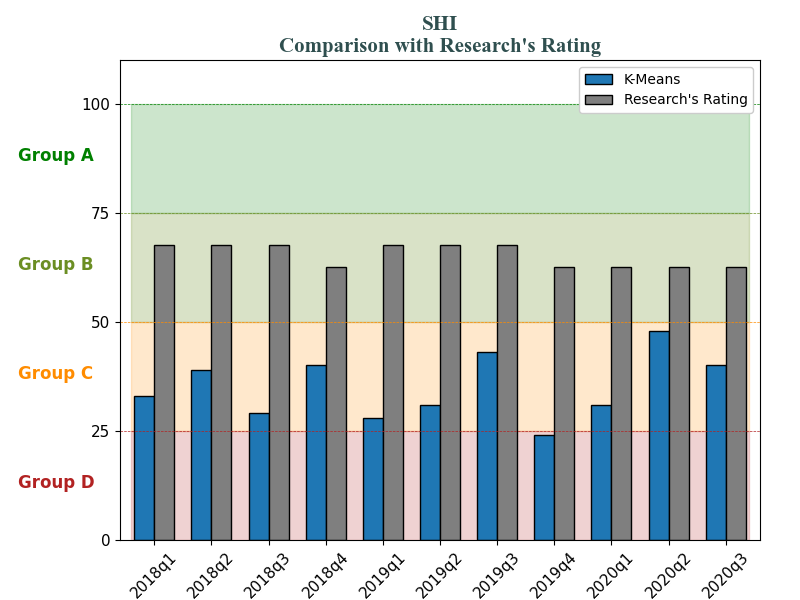 SHI
Comparison with Research's Rating
K-Means
Research's Rating
100
Group A
75
Group B
50
Group C
25
Group D
0
2018q1
2018q2
2018q3
2018q4
2019q1
2019q2
2019q3
2019q4
2020q1
2020q2
2020q3